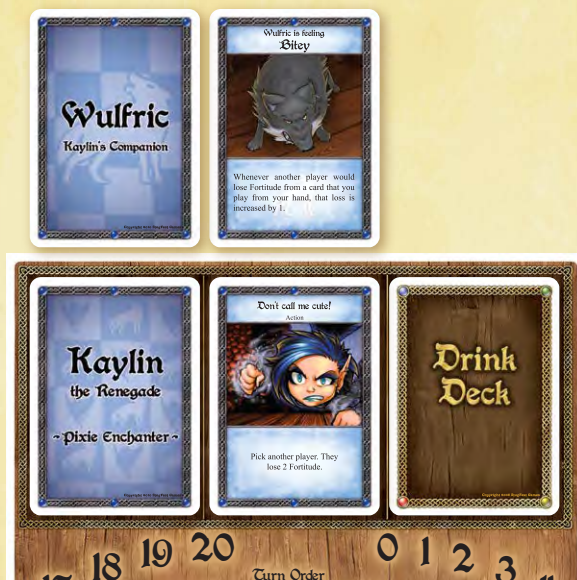 Wulfric
Kaylin's Companion
Wulfric is feeling
Bitey
Whenever another player would
lose Fortitude from a card that you
play from your hand, that loss is
increased by 1.
Kaylin
the Renegade
~Pixie Enchanter~
Don't call me cute!
Action
Pick another player. They
lose 2 Fortitude.
Drink
Deck
18 19 20
0 1 2 3
Turn Order